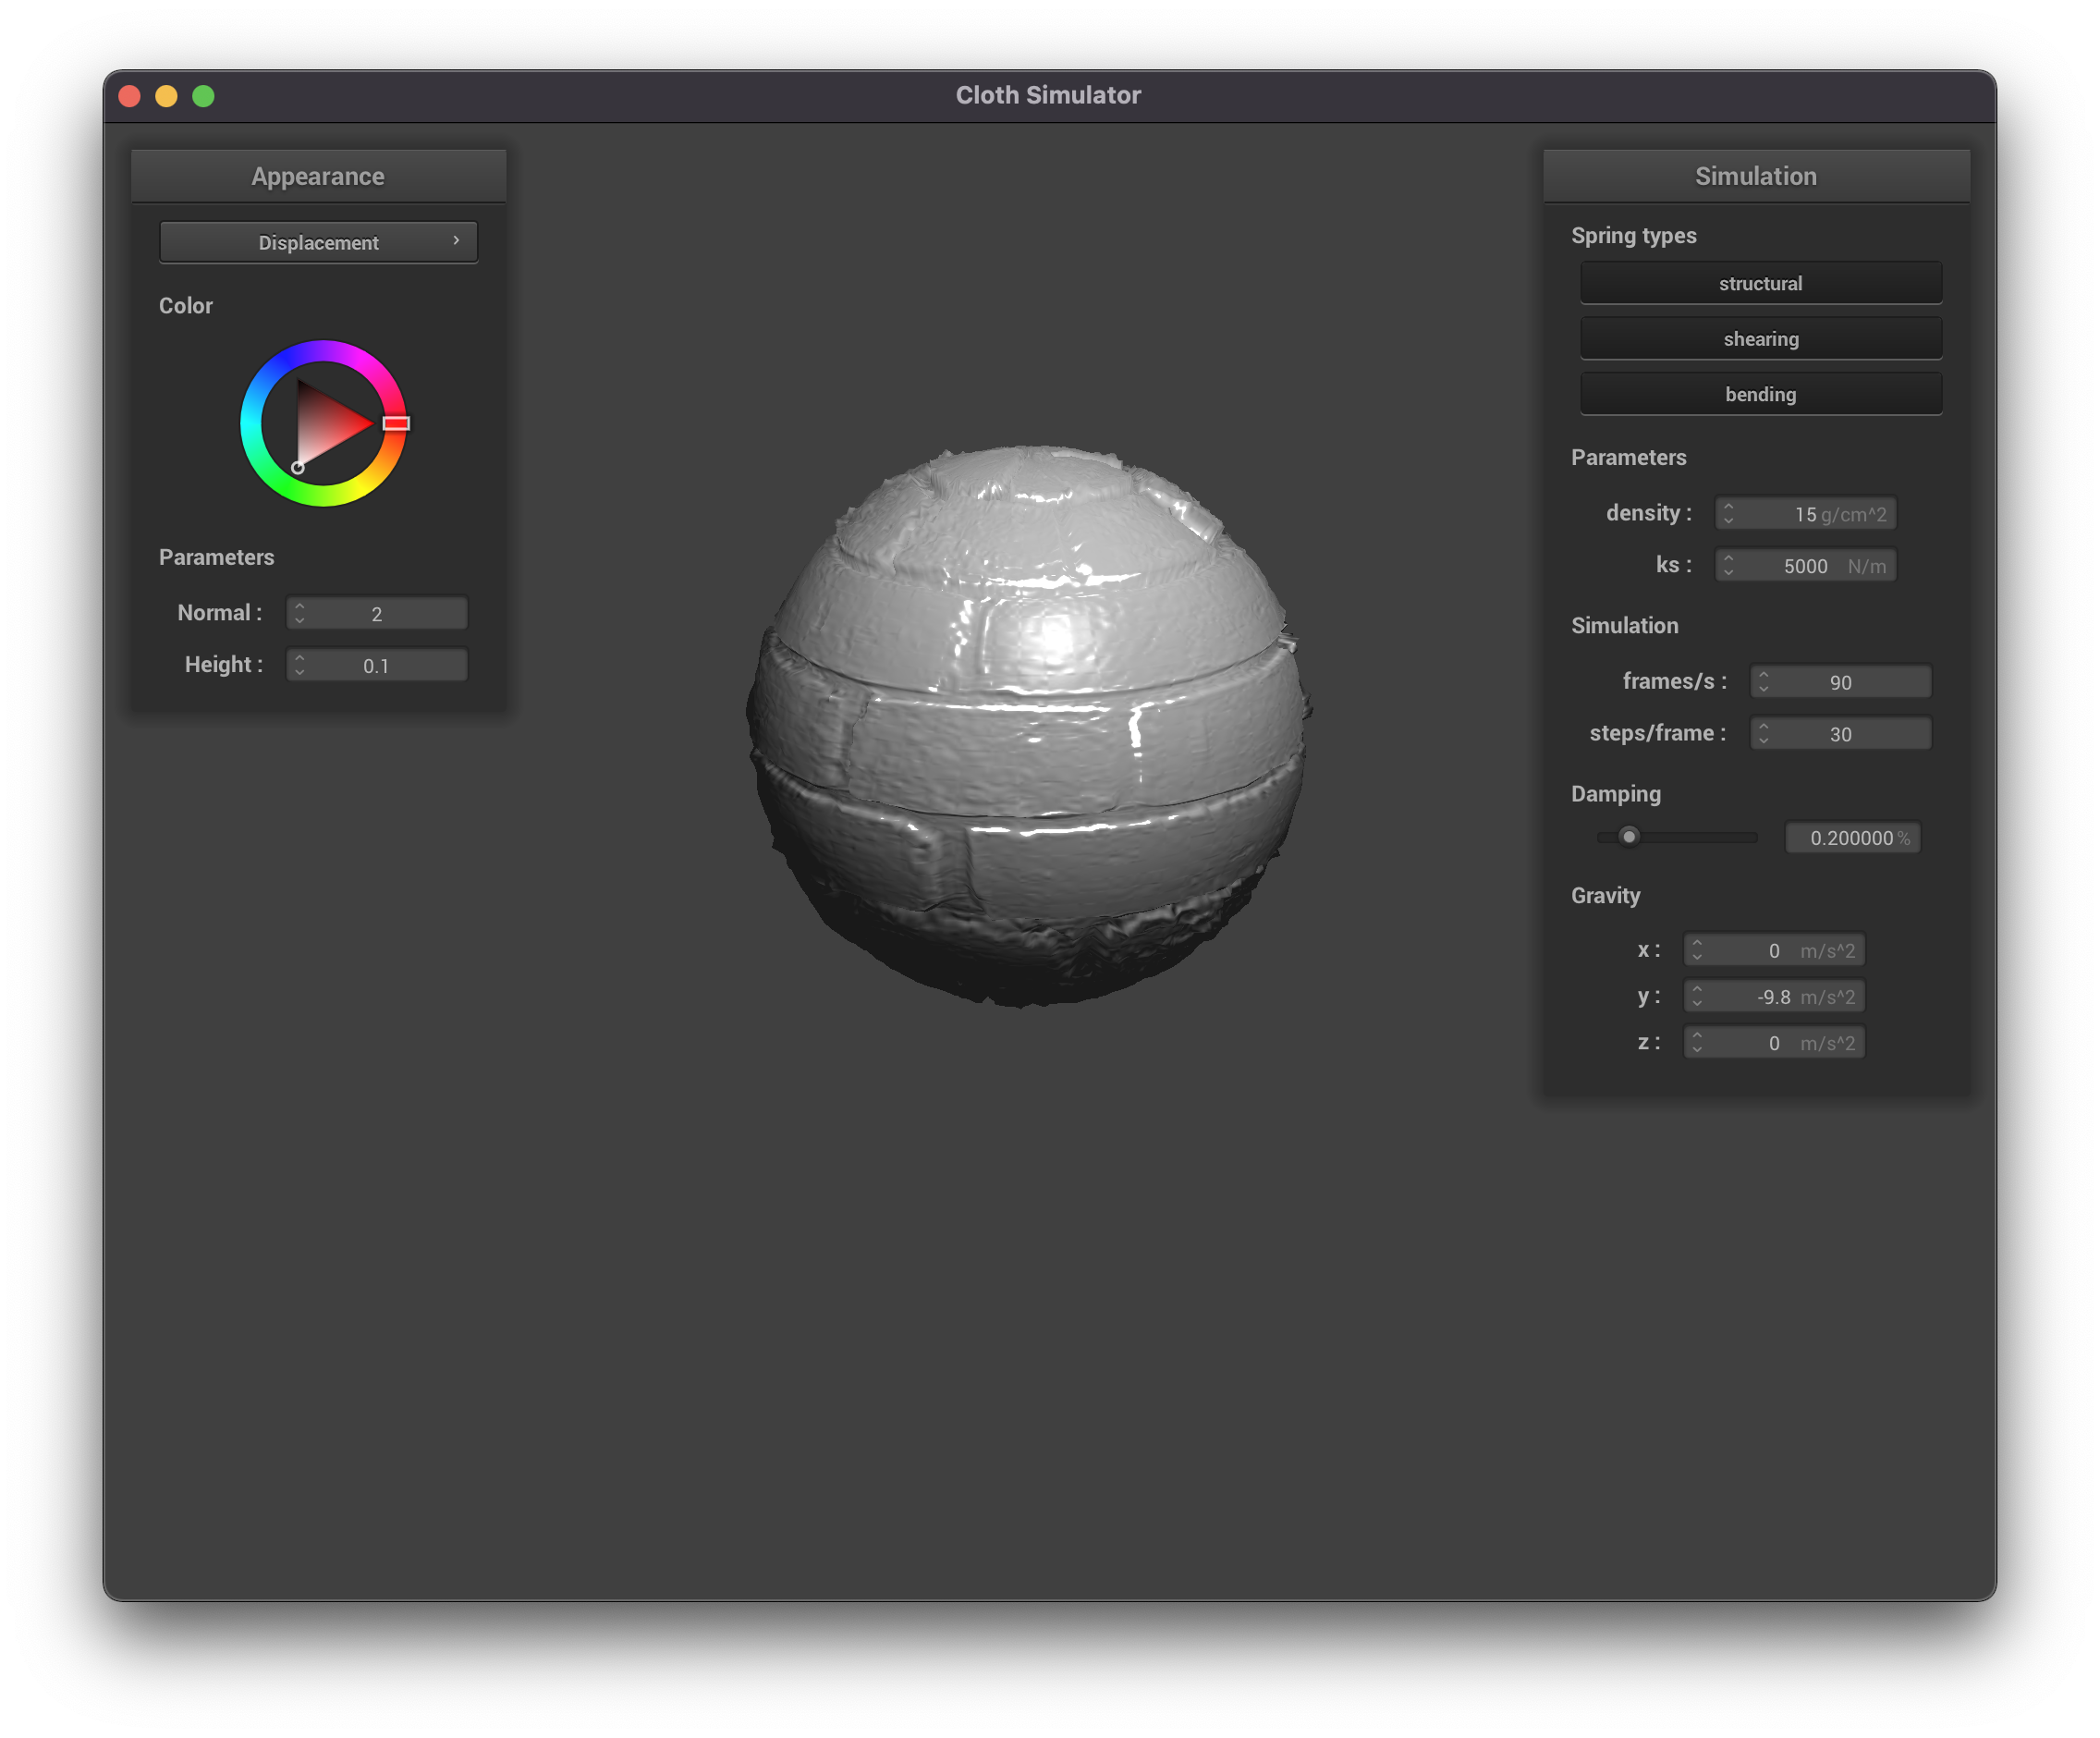 Cloth Simulator
Appearance
Displacement
Color
Parameters
Normal : 2
Height : 0.1
Simulation
Spring types
structural
shearing
bending
Parameters
density : 15 g/cm^2
ks : 5000 N/m
Simulation
frames/s : 90
steps/frame : 30
Damping
0.200000 %
Gravity
x : 0 m/s^2
y : -9.8 m/s^2
z : 0 m/s^2